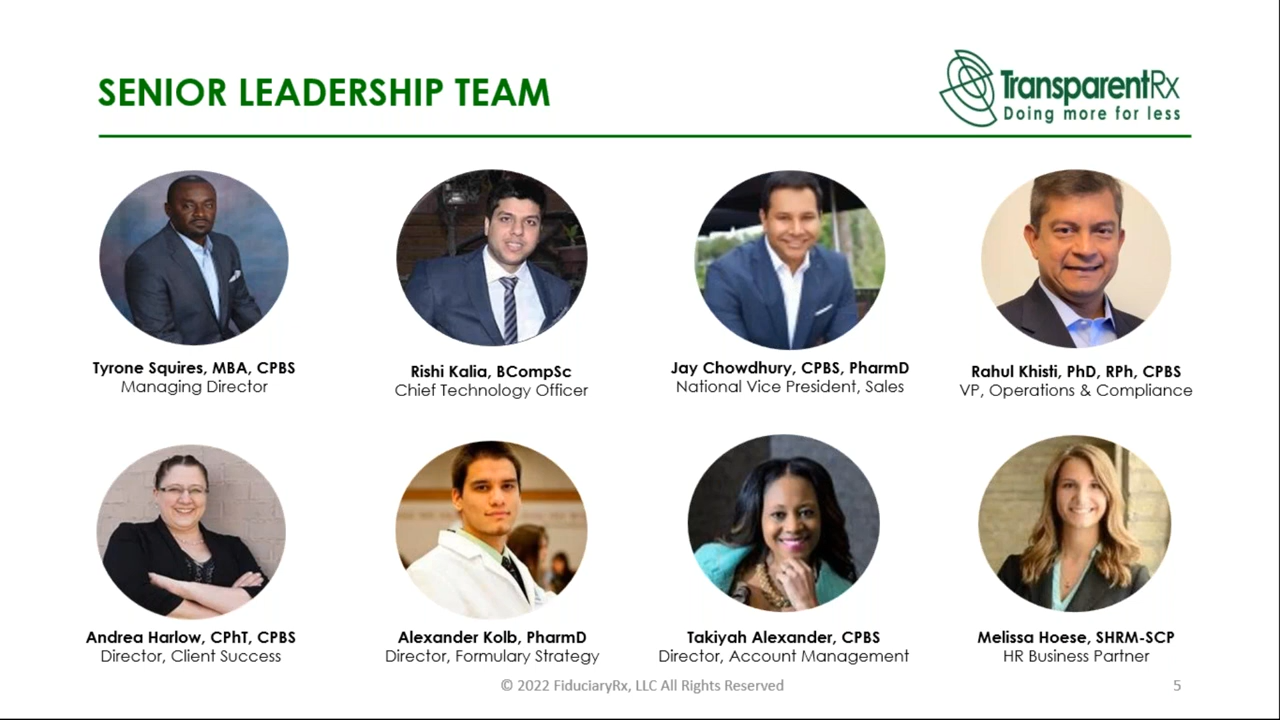 SENIOR LEADERSHIP TEAM
TransparentRx
Doing more for less
Tyrone Squires, MBA, CPBS
Managing Director
Rishi Kalia, BCompSc
Chief Technology Officer
Jay Chowdhury, CPBS, PharmD
National Vice President, Sales
Rahul Khisti, PhD, RPh, CPBS
VP, Operations & Compliance
Andrea Harlow, CPhT, CPBS
Director, Client Success
Alexander Kolb, PharmD
Director, Formulary Strategy
Takiyah Alexander, CPBS
Director, Account Management
Melissa Hoese, SHRM-SCP
HR Business Partner
© 2022 FiduciaryRx, LLC All Rights Reserved
5